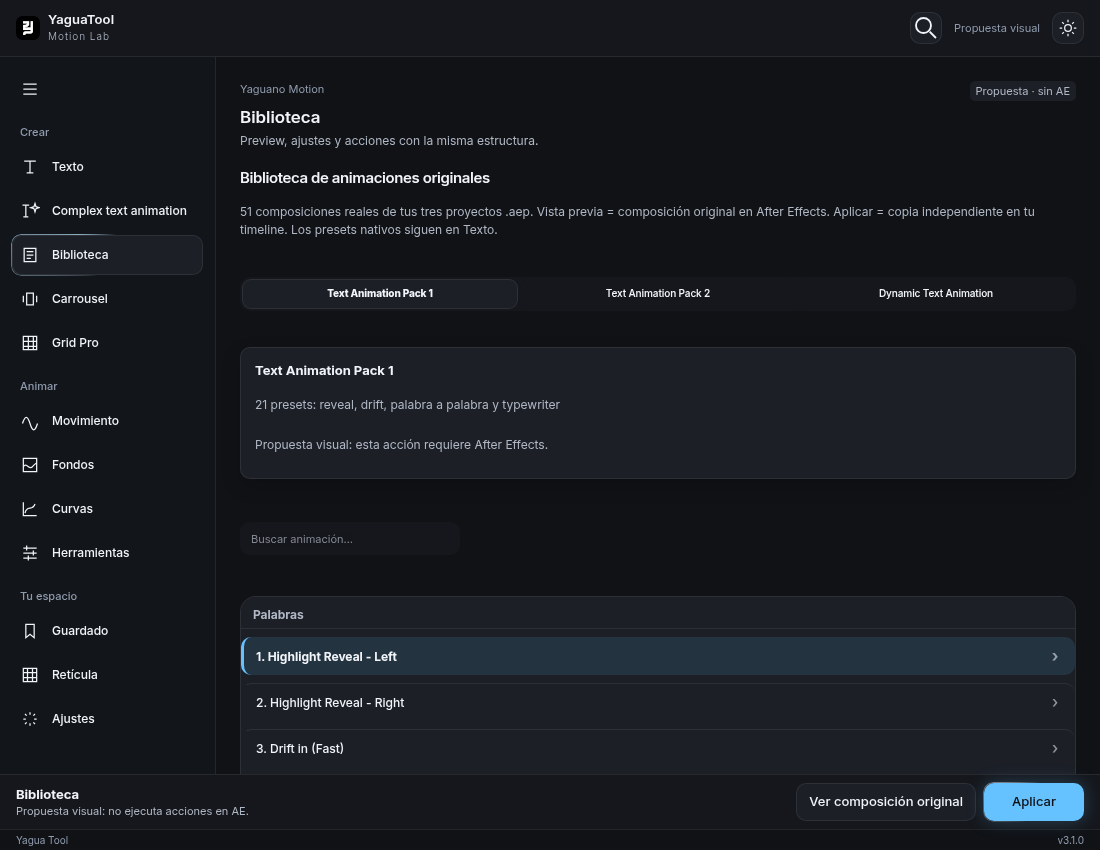 YaguaTool
Motion Lab
Propuesta visual
Crear
Texto
Complex text animation
Biblioteca
Carrousel
Grid Pro
Animar
Movimiento
Fondos
Curvas
Herramientas
Tu espacio
Guardado
Retícula
Ajustes
Yaguano Motion
Propuesta · sin AE
Biblioteca
Preview, ajustes y acciones con la misma estructura.
Biblioteca de animaciones originales
51 composiciones reales de tus tres proyectos .aep. Vista previa = composición original en After Effects. Aplicar = copia independiente en tu
timeline. Los presets nativos siguen en Texto.
Text Animation Pack 1
Text Animation Pack 2
Dynamic Text Animation
Text Animation Pack 1
21 presets: reveal, drift, palabra a palabra y typewriter
Propuesta visual: esta acción requiere After Effects.
Buscar animación...
Palabras
1. Highlight Reveal - Left
2. Highlight Reveal - Right
3. Drift in (Fast)
Biblioteca
Propuesta visual: no ejecuta acciones en AE.
Ver composición original
Aplicar
Yagua Tool
v3.1.0